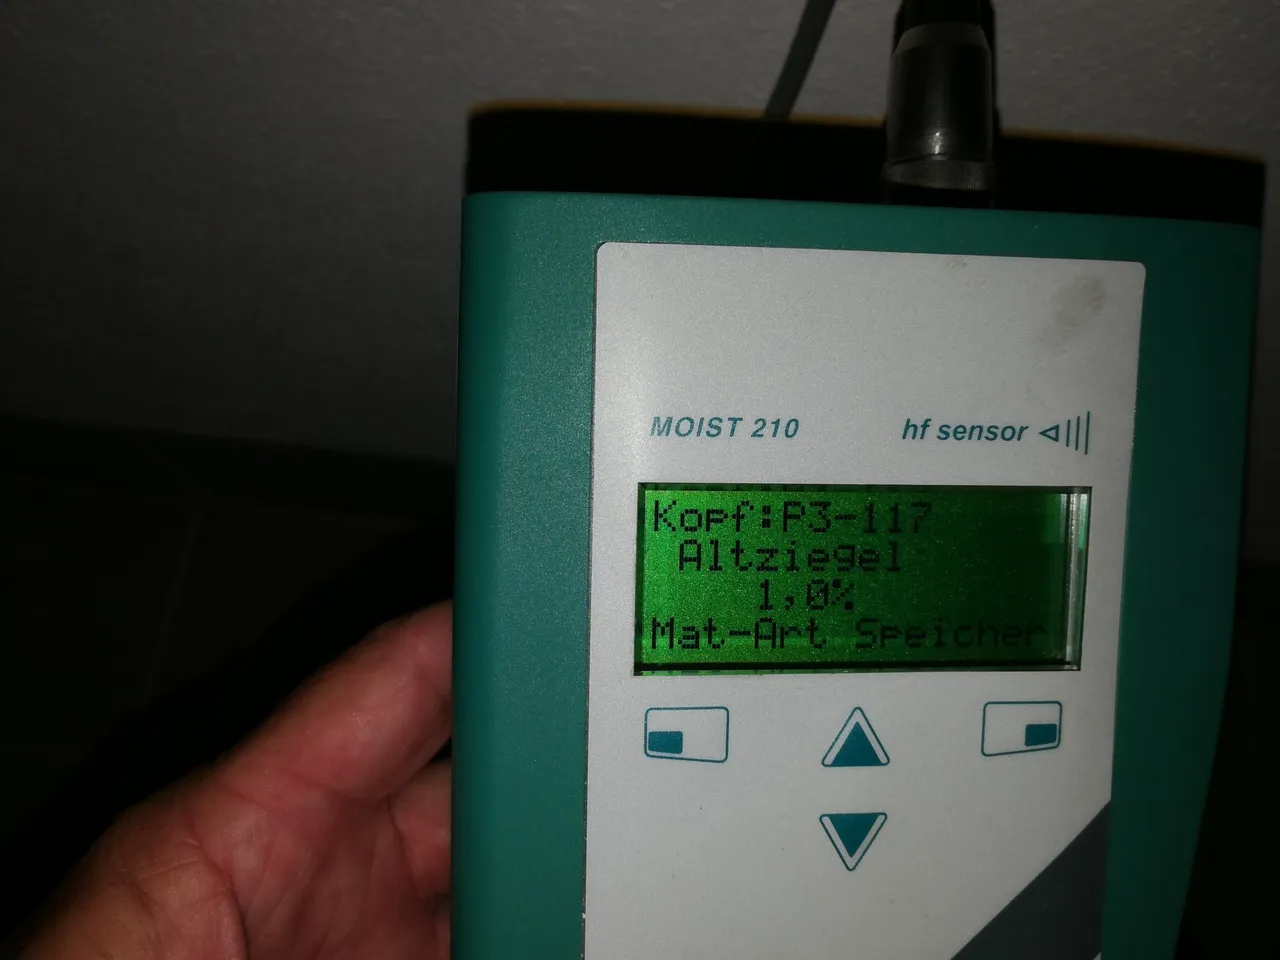 MOIST 210
hf sensor
Kopf:P3-117
Altziegel
1,0%
Mat-Art Speicher